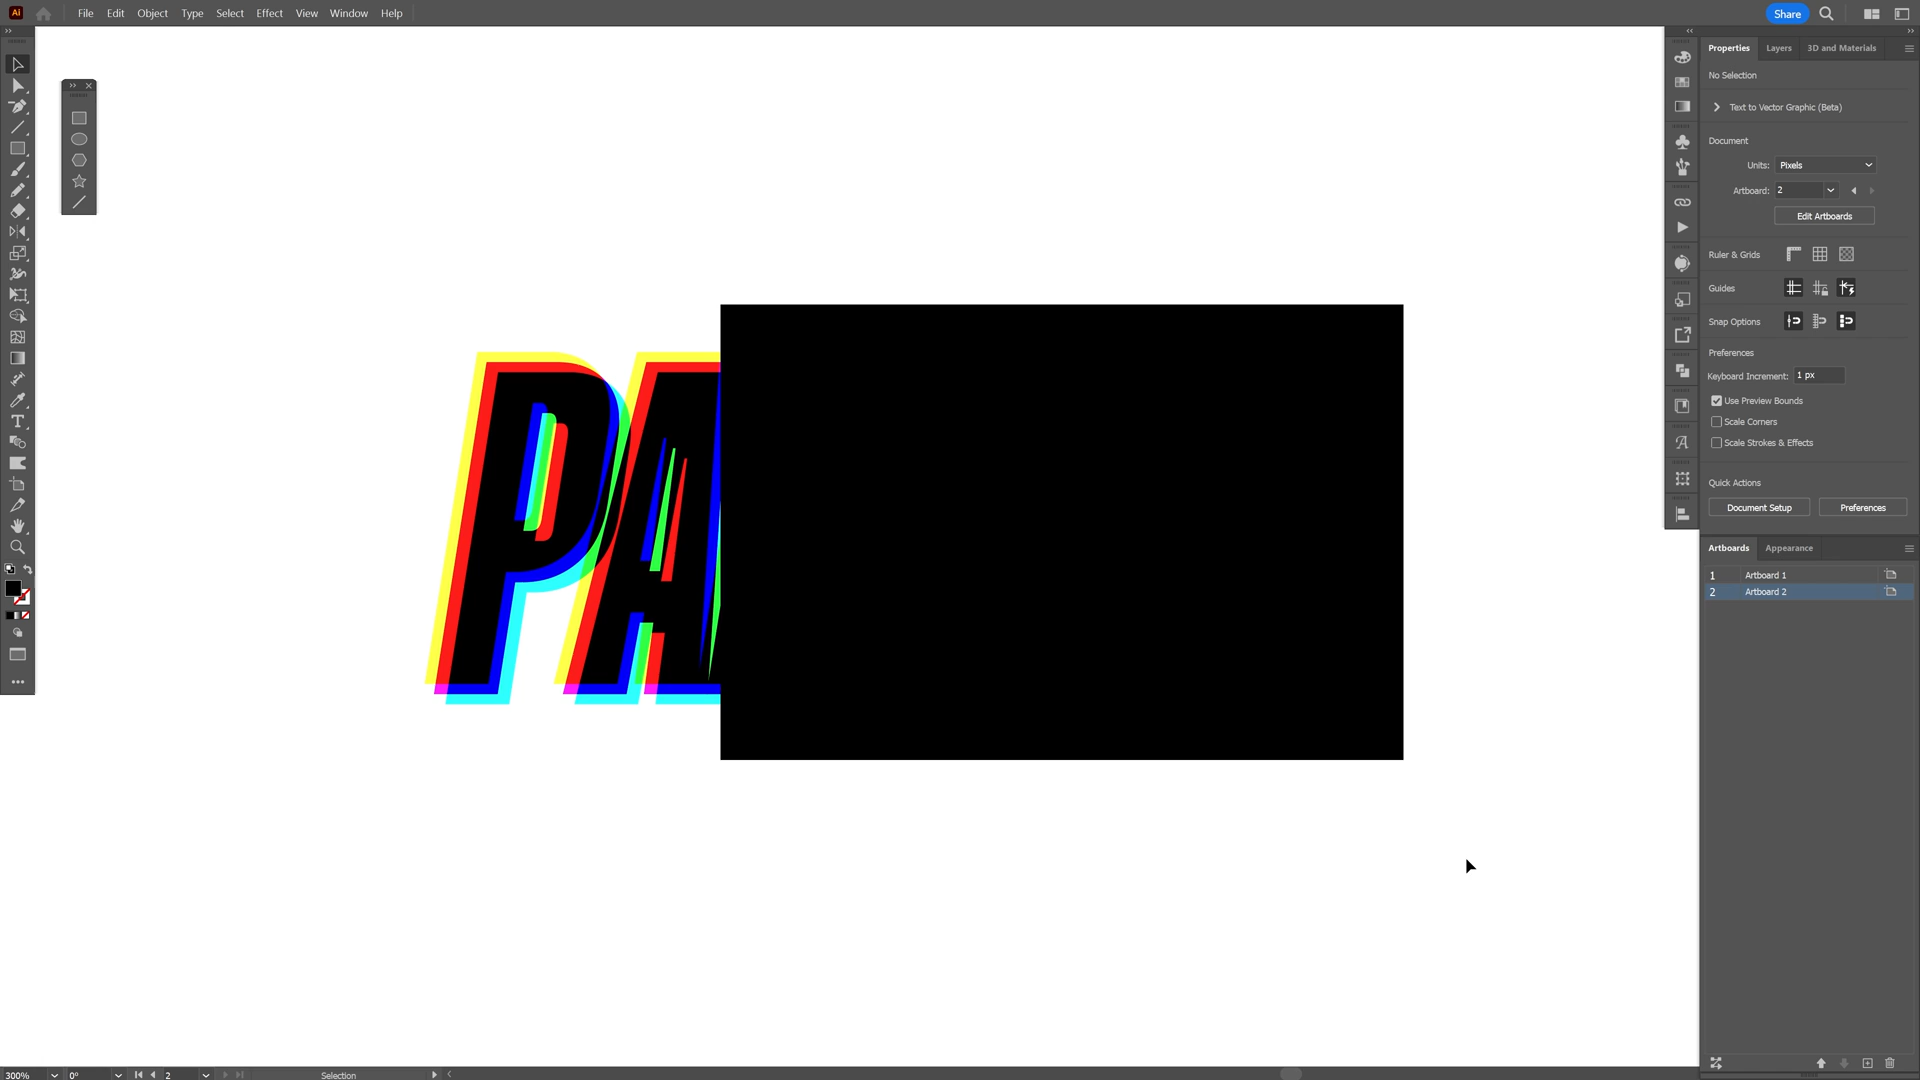 Ai
File Edit Object Type Select Effect View Window Help
Share
Properties Layers 3D and Materials
No Selection
Text to Vector Graphic (Beta)
Document
Units: Pixels
Artboard: 2
Edit Artboards
Ruler & Grids
Guides
Snap Options
Preferences
Keyboard Increment: 1 px
Use Preview Bounds
Scale Corners
Scale Strokes & Effects
Quick Actions
Document Setup Preferences
PA
Artboards Appearance
1 Artboard 1
2 Artboard 2
300% 0° 2 Selection